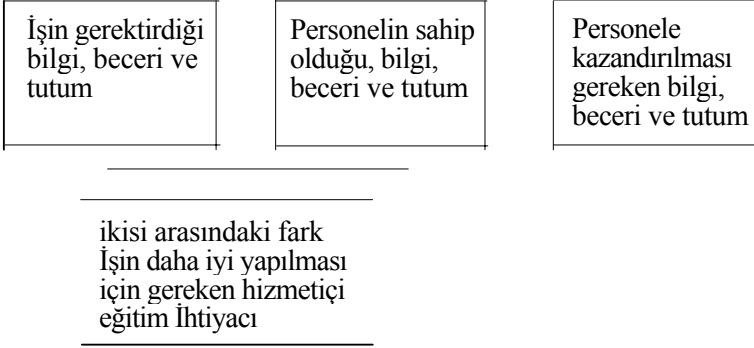 İşin gerektirdiği
bilgi, beceri ve
tutum
Personelin sahip
olduğu, bilgi,
beceri ve tutum
Personele
kazandırılması
gereken bilgi,
beceri ve tutum
ikisi arasındaki fark
İşin daha iyi yapılması
için gereken hizmetiçi
eğitim İhtiyacı